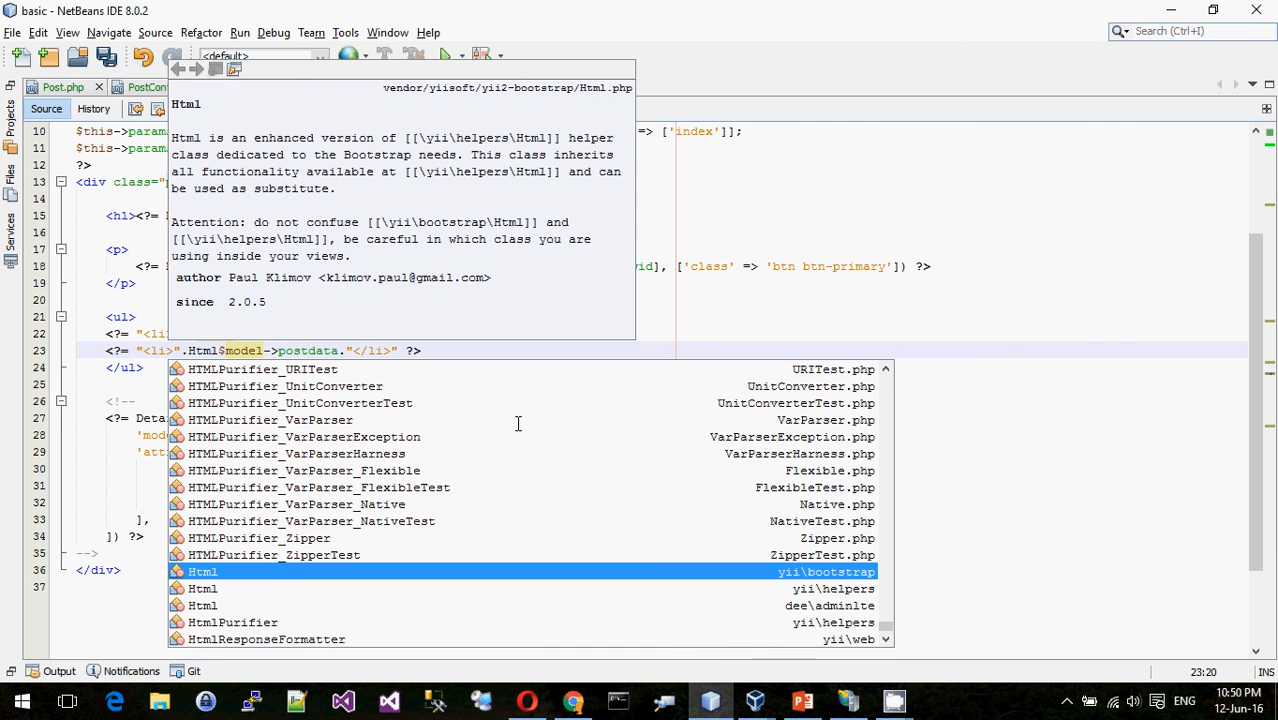 basic - NetBeans IDE 8.0.2
File Edit View Navigate Source Refactor Run Debug Team Tools Window Help
Search (Ctrl+I)
<default>
Post.php
PostCon
vendor/yiisoft/yii2-bootstrap/Html.php
Source History
Html
Projects
Files
Services
10 $this->param => ['index']];
11 $this->param
Html is an enhanced version of [[\yii\helpers\Html]] helper
class dedicated to the Bootstrap needs. This class inherits
all functionality available at [[\yii\helpers\Html]] and can
be used as substitute.
Attention: do not confuse [[\yii\bootstrap\Html]] and
[[\yii\helpers\Html]], be careful in which class you are
using inside your views.
author Paul Klimov <klimov.paul@gmail.com>
since 2.0.5
12 ?>
13 <div class="
14
15 <h1><?=
16
17 <p>
18 <?= vid], ['class' => 'btn btn-primary']) ?>
19 </p>
20
21 <ul>
22 <?= "<li
23 <?= "<li>".Html$model->postdata."</li>" ?>
24 </ul>
25
26 <!--
27 <?= Deta
28 'mod
29 'att
30
31
32
33 ],
34 ]) ?>
35 -->
36 </div>
37
HTMLPurifier_URITest URITest.php
HTMLPurifier_UnitConverter UnitConverter.php
HTMLPurifier_UnitConverterTest UnitConverterTest.php
HTMLPurifier_VarParser VarParser.php
HTMLPurifier_VarParserException VarParserException.php
HTMLPurifier_VarParserHarness VarParserHarness.php
HTMLPurifier_VarParser_Flexible Flexible.php
HTMLPurifier_VarParser_FlexibleTest FlexibleTest.php
HTMLPurifier_VarParser_Native Native.php
HTMLPurifier_VarParser_NativeTest NativeTest.php
HTMLPurifier_Zipper Zipper.php
HTMLPurifier_ZipperTest ZipperTest.php
Html yii\bootstrap
Html yii\helpers
Html dee\adminlte
HtmlPurifier yii\helpers
HtmlResponseFormatter yii\web
Output Notifications Git
23:20 INS
ENG
10:50 PM
12-Jun-16